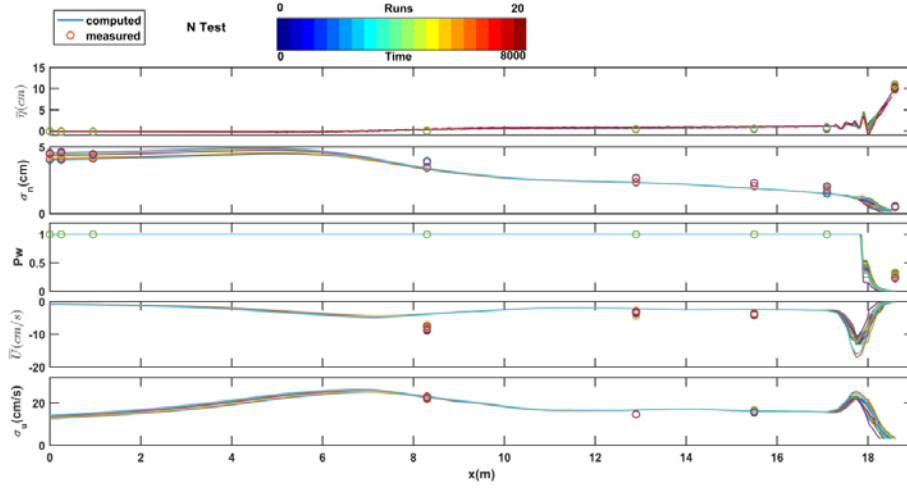 computed
measured
N Test
Runs
0 20
0 8000
Time
η̅(cm)
15
10
5
0
σn(cm)
5
0
Pw
1
0.5
0
U̅(cm/s)
0
-10
-20
σu(cm/s)
20
0
0 2 4 6 8 10 12 14 16 18
x(m)